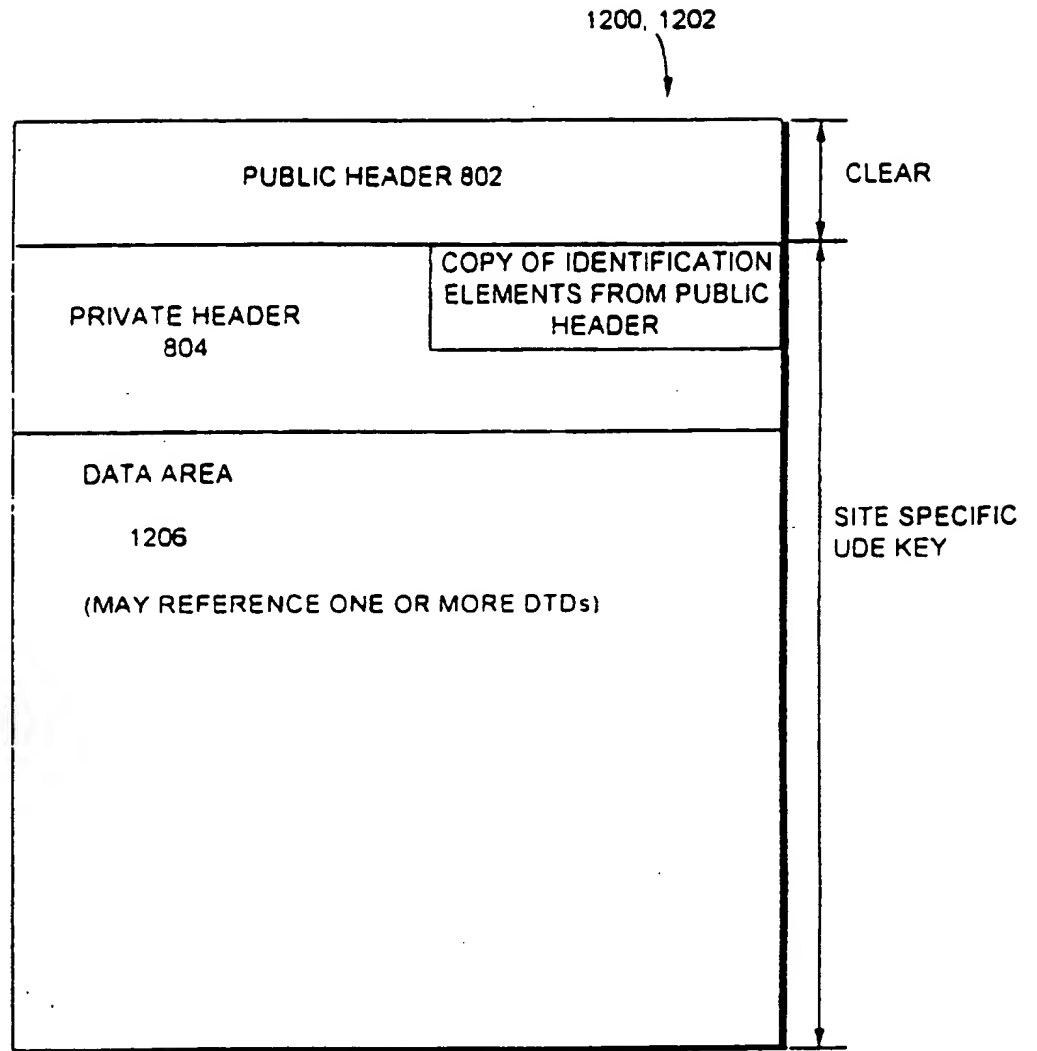 1200, 1202
PUBLIC HEADER 802
CLEAR
COPY OF IDENTIFICATION
ELEMENTS FROM PUBLIC
HEADER
PRIVATE HEADER
804
DATA AREA
1206
(MAY REFERENCE ONE OR MORE DTDs)
SITE SPECIFIC
UDE KEY